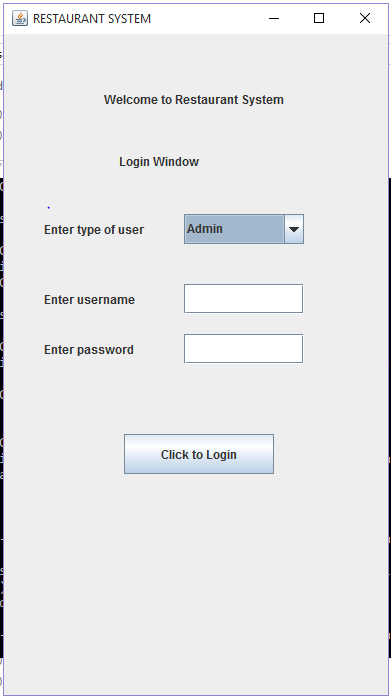 RESTAURANT SYSTEM
Welcome to Restaurant System
Login Window
Enter type of user
Admin
Enter username
Enter password
Click to Login